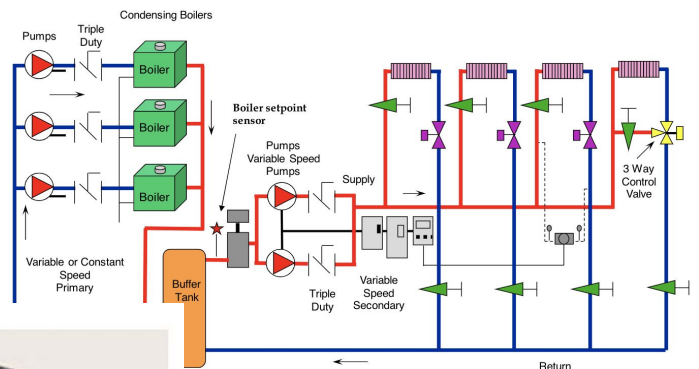 Condensing Boilers
Pumps
Triple
Duty
Boiler
Boiler
Boiler
Boiler setpoint
sensor
Pumps
Variable Speed
Pumps
Supply
3 Way
Control
Valve
Variable or Constant
Speed
Primary
Buffer
Tank
Triple
Duty
Variable
Speed
Secondary
Return